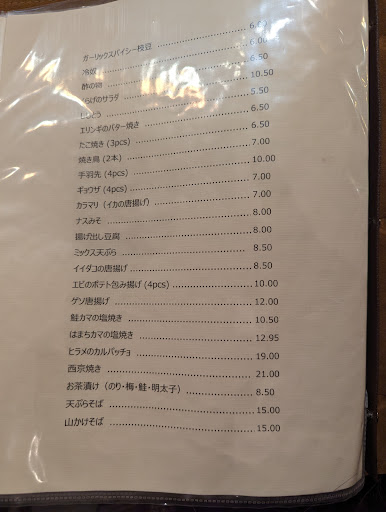 ガーリックスパイシー枝豆
冷奴 6.00
酢の物 6.50
らげのサラダ 10.50
ししとう 5.50
エリンギのバター焼き 6.50
たこ焼き (3pcs) 6.50
焼き鳥 (2本) 7.00
手羽先 (4pcs) 10.00
ギョウザ (4pcs) 7.00
カラマリ (イカの唐揚げ) 7.00
ナスみそ 8.00
揚げ出し豆腐 8.00
ミックス天ぷら 8.50
イイダコの唐揚げ 8.50
エビのポテト包み揚げ (4pcs) 10.00
ゲソ唐揚げ 12.00
鮭カマの塩焼き 10.50
はまちカマの塩焼き 12.95
ヒラメのカルパッチョ 19.00
西京焼き 21.00
お茶漬け (のり・梅・鮭・明太子) 8.50
天ぷらそば 15.00
山かけそば 15.00